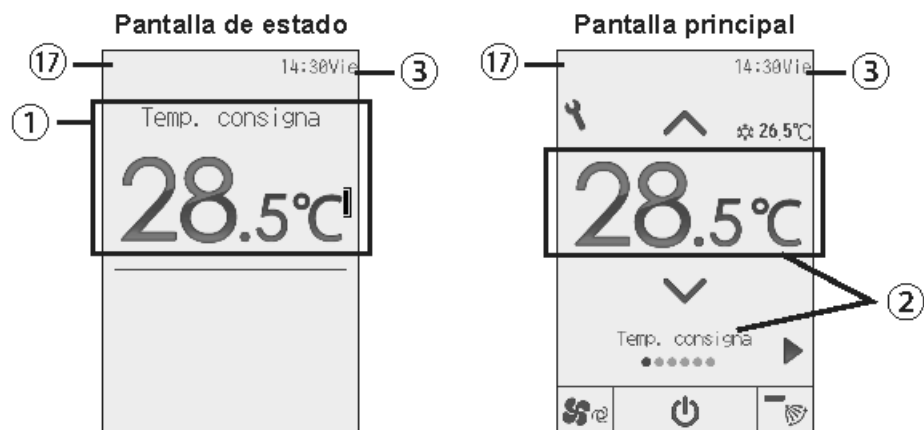 Pantalla de estado
⑰
14:30Vie
③
①
Temp. consigna
28.5°C
Pantalla principal
⑰
14:30Vie
③
26.5°C
28.5°C
②
Temp. consigna